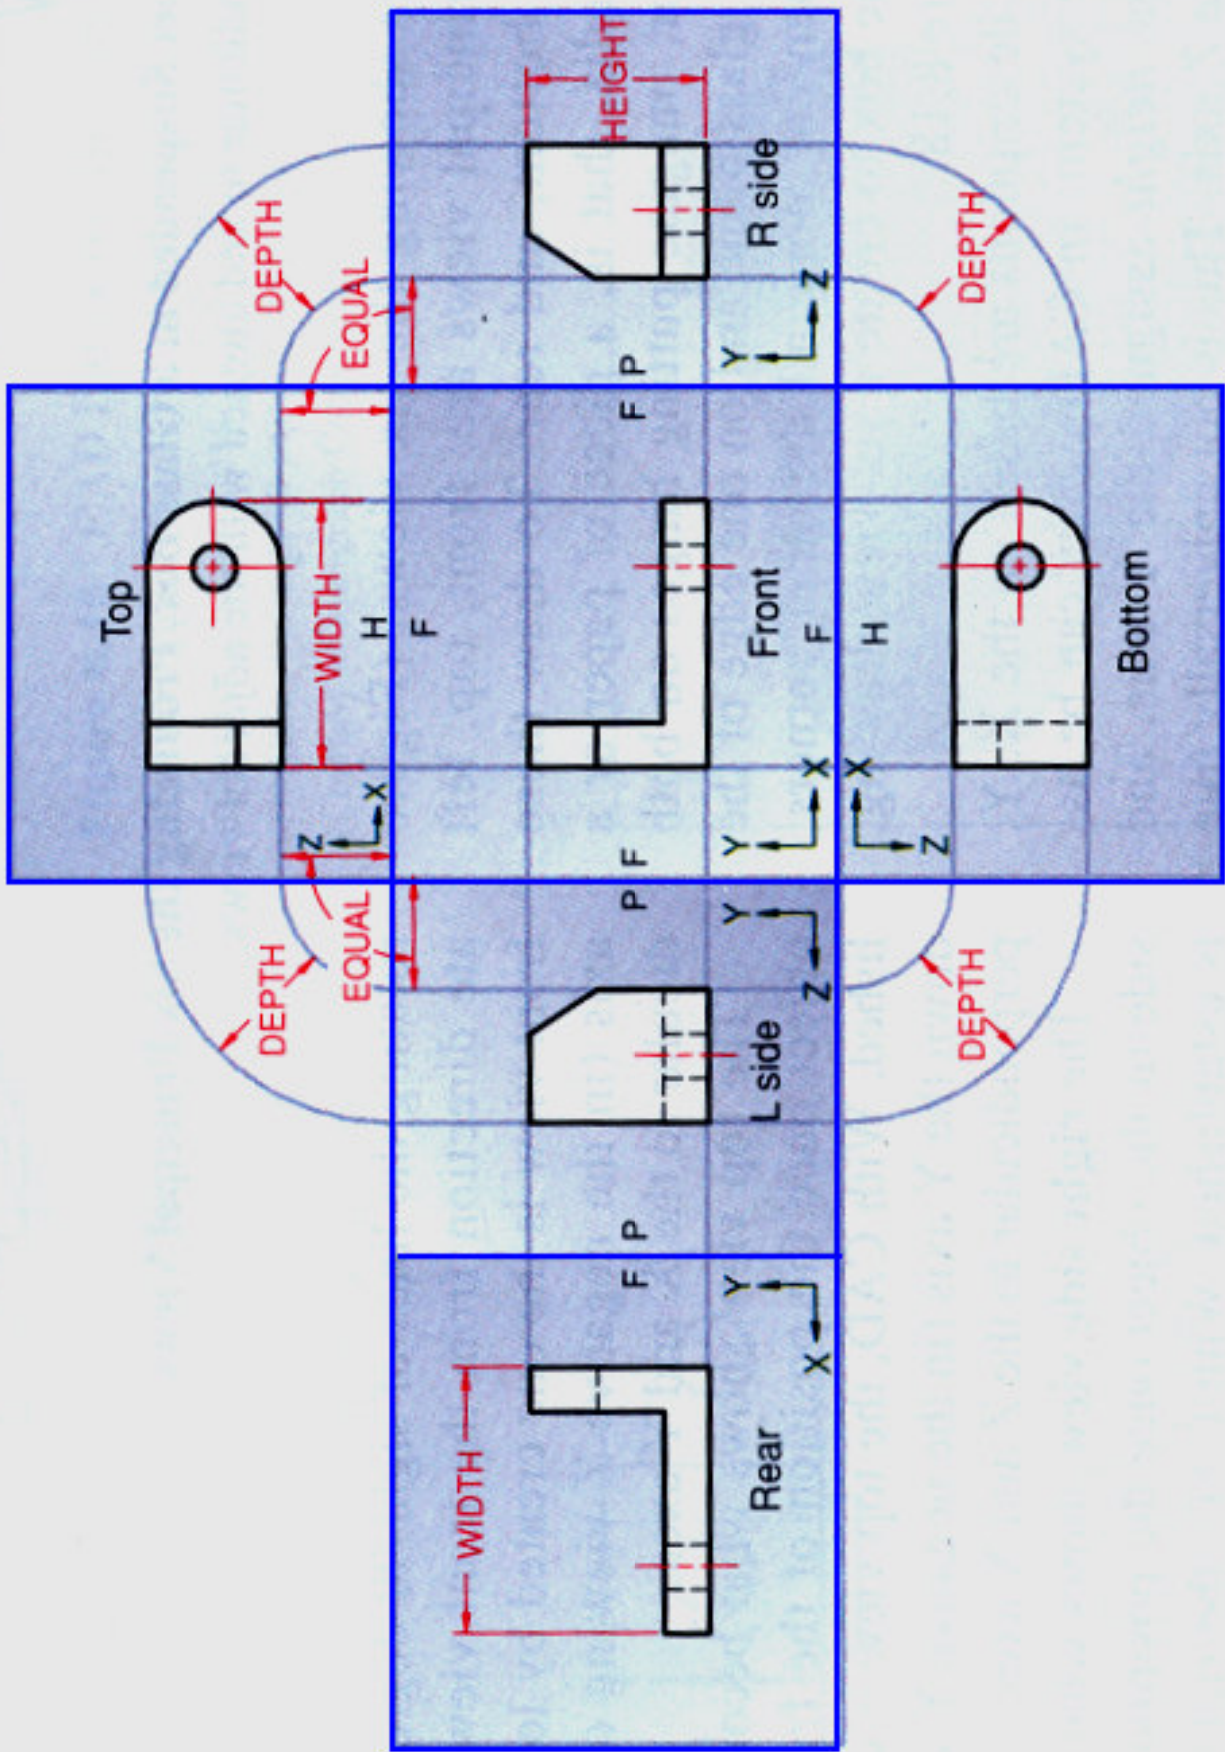 Top
DEPTH
DEPTH
Z
WIDTH
EQUAL
EQUAL
X
H
F
WIDTH
HEIGHT
F P
P F
F P
Y
Y
Y
Y
Rear
L side
Front
R side
X
Z
X
F
Z
X
H
Z
DEPTH
DEPTH
Bottom